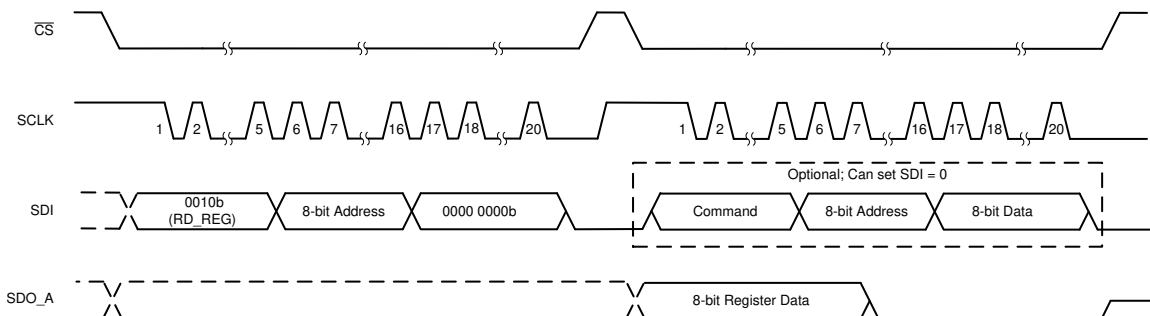 CS
SCLK
1 2 5 6 7 16 17 18 20 1 2 5 6 7 16 17 18 20
Optional; Can set SDI = 0
SDI
0010b
(RD_REG)
8-bit Address
0000 0000b
Command
8-bit Address
8-bit Data
SDO_A
8-bit Register Data